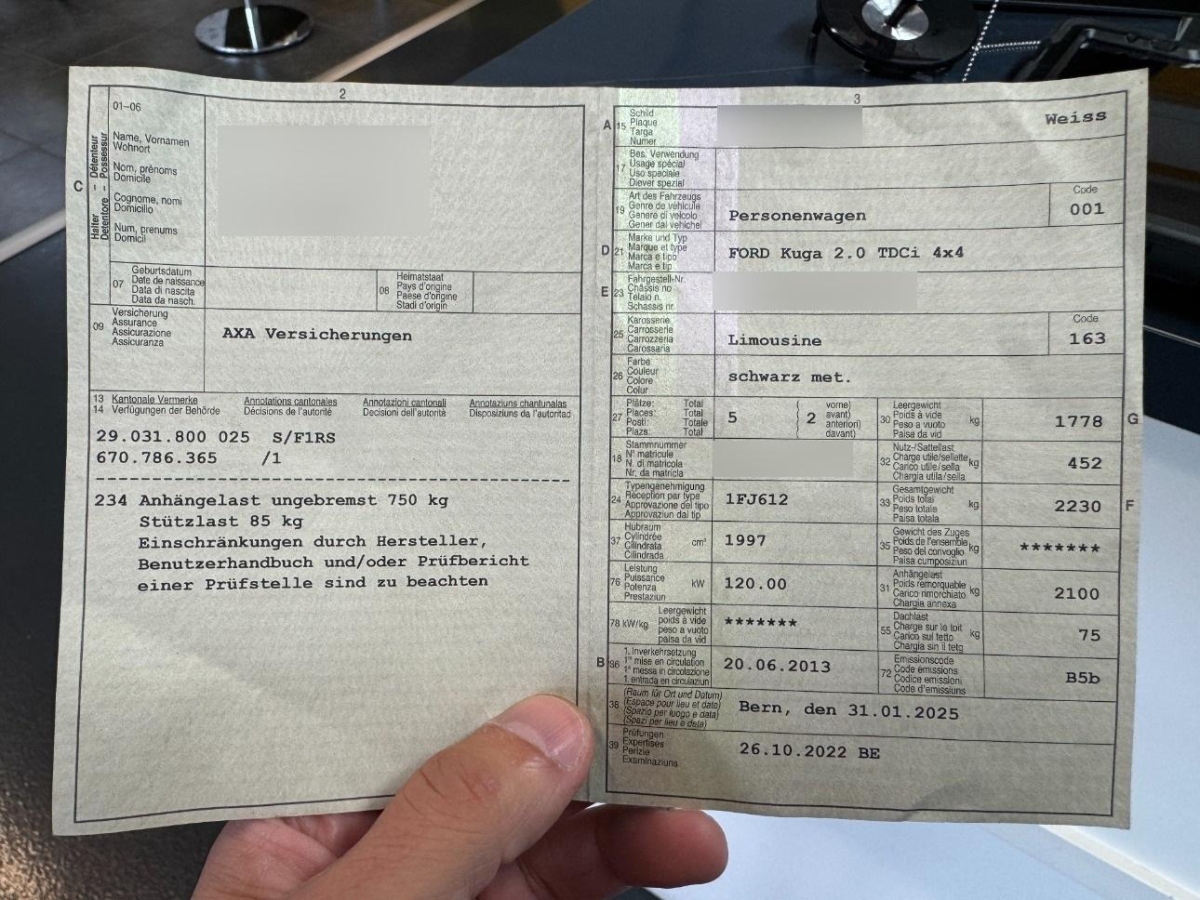 2
01-06
Halter – Détenteur
Detentore – Possessur
C
Name, Vornamen
Wohnort
Nom, prénoms
Domicile
Cognome, nomi
Domicilio
Num, prenums
Domicil
07
Geburtsdatum
Date de naissance
Data di nascita
Data da nasch.
08
Heimatstaat
Pays d'origine
Paese d'origine
Stadi d'origin
09
Versicherung
Assurance
Assicurazione
Assicuranza
AXA Versicherungen
13 Kantonale Vermerke Annotations cantonales Annotazioni cantonali Annotaziuns chantunalas
14 Verfügungen der Behörde Décisions de l'autorité Decisioni dell'autorità Disposiziuns da l'autoritad
29.031.800 025 S/F1RS
670.786.365 /1
234 Anhängelast ungebremst 750 kg
Stützlast 85 kg
Einschränkungen durch Hersteller,
Benutzerhandbuch und/oder Prüfbericht
einer Prüfstelle sind zu beachten
3
A 15
Schild
Plaque
Targa
Numer
Weiss
17
Bes. Verwendung
Usage spécial
Uso speciale
Diever spezial
19
Art des Fahrzeugs
Genre de véhicule
Genere di veicolo
Gener dal vehichel
Personenwagen
Code
001
D 21
Marke und Typ
Marque et type
Marca e tipo
Marca e tip
FORD Kuga 2.0 TDCi 4x4
E 23
Fahrgestell-Nr.
Châssis no
Telaio n.
Schassis nr.
25
Karosserie
Carrosserie
Carrozzeria
Carossaria
Limousine
Code
163
26
Farbe
Couleur
Colore
Colur
schwarz met.
27
Plätze: Total
Places: Total
Posti: Totale
Plazs: Total
5
2
vorne)
avant)
anteriori)
davant)
30
Leergewicht
Poids à vide
Peso a vuoto
Paisa da vid
kg
1778
G
18
Stammnummer
N° matricule
N. di matricola
Nr. da matricla
32
Nutz-/Sattellast
Charge utile/sellette
Carico utile/sella
Chargia utila/sella
kg
452
24
Typengenehmigung
Réception par type
Approvazione del tipo
Approvaziun dal tip
1FJ612
33
Gesamtgewicht
Poids total
Peso totale
Paisa totala
kg
2230
F
37
Hubraum
Cylindrée
Cilindrata
Cilindrada
cm³
1997
35
Gewicht des Zuges
Poids de l'ensemble
Peso del convoglio
Paisa cumposiziun
kg
*******
76
Leistung
Puissance
Potenza
Prestaziun
kW
120.00
31
Anhängelast
Poids remorquable
Carico rimorchiato
Chargia annexa
kg
2100
78 kW/kg
Leergewicht
poids à vide
peso a vuoto
paisa da vid
*******
55
Dachlast
Charge sur le toit
Carico sul tetto
Chargia sin il tetg
kg
75
B 36
1. Inverkehrsetzung
1re mise en circulation
1a messa in circolazione
1. entrada en circulaziun
20.06.2013
72
Emissionscode
Code émissions
Codice emissioni
Code d'emissiuns
B5b
38
(Raum für Ort und Datum)
(Espace pour lieu et date)
(Spazio per luogo e data)
(Spazi per lieu e data)
Bern, den 31.01.2025
39
Prüfungen
Expertises
Perizie
Examinaziuns
26.10.2022 BE